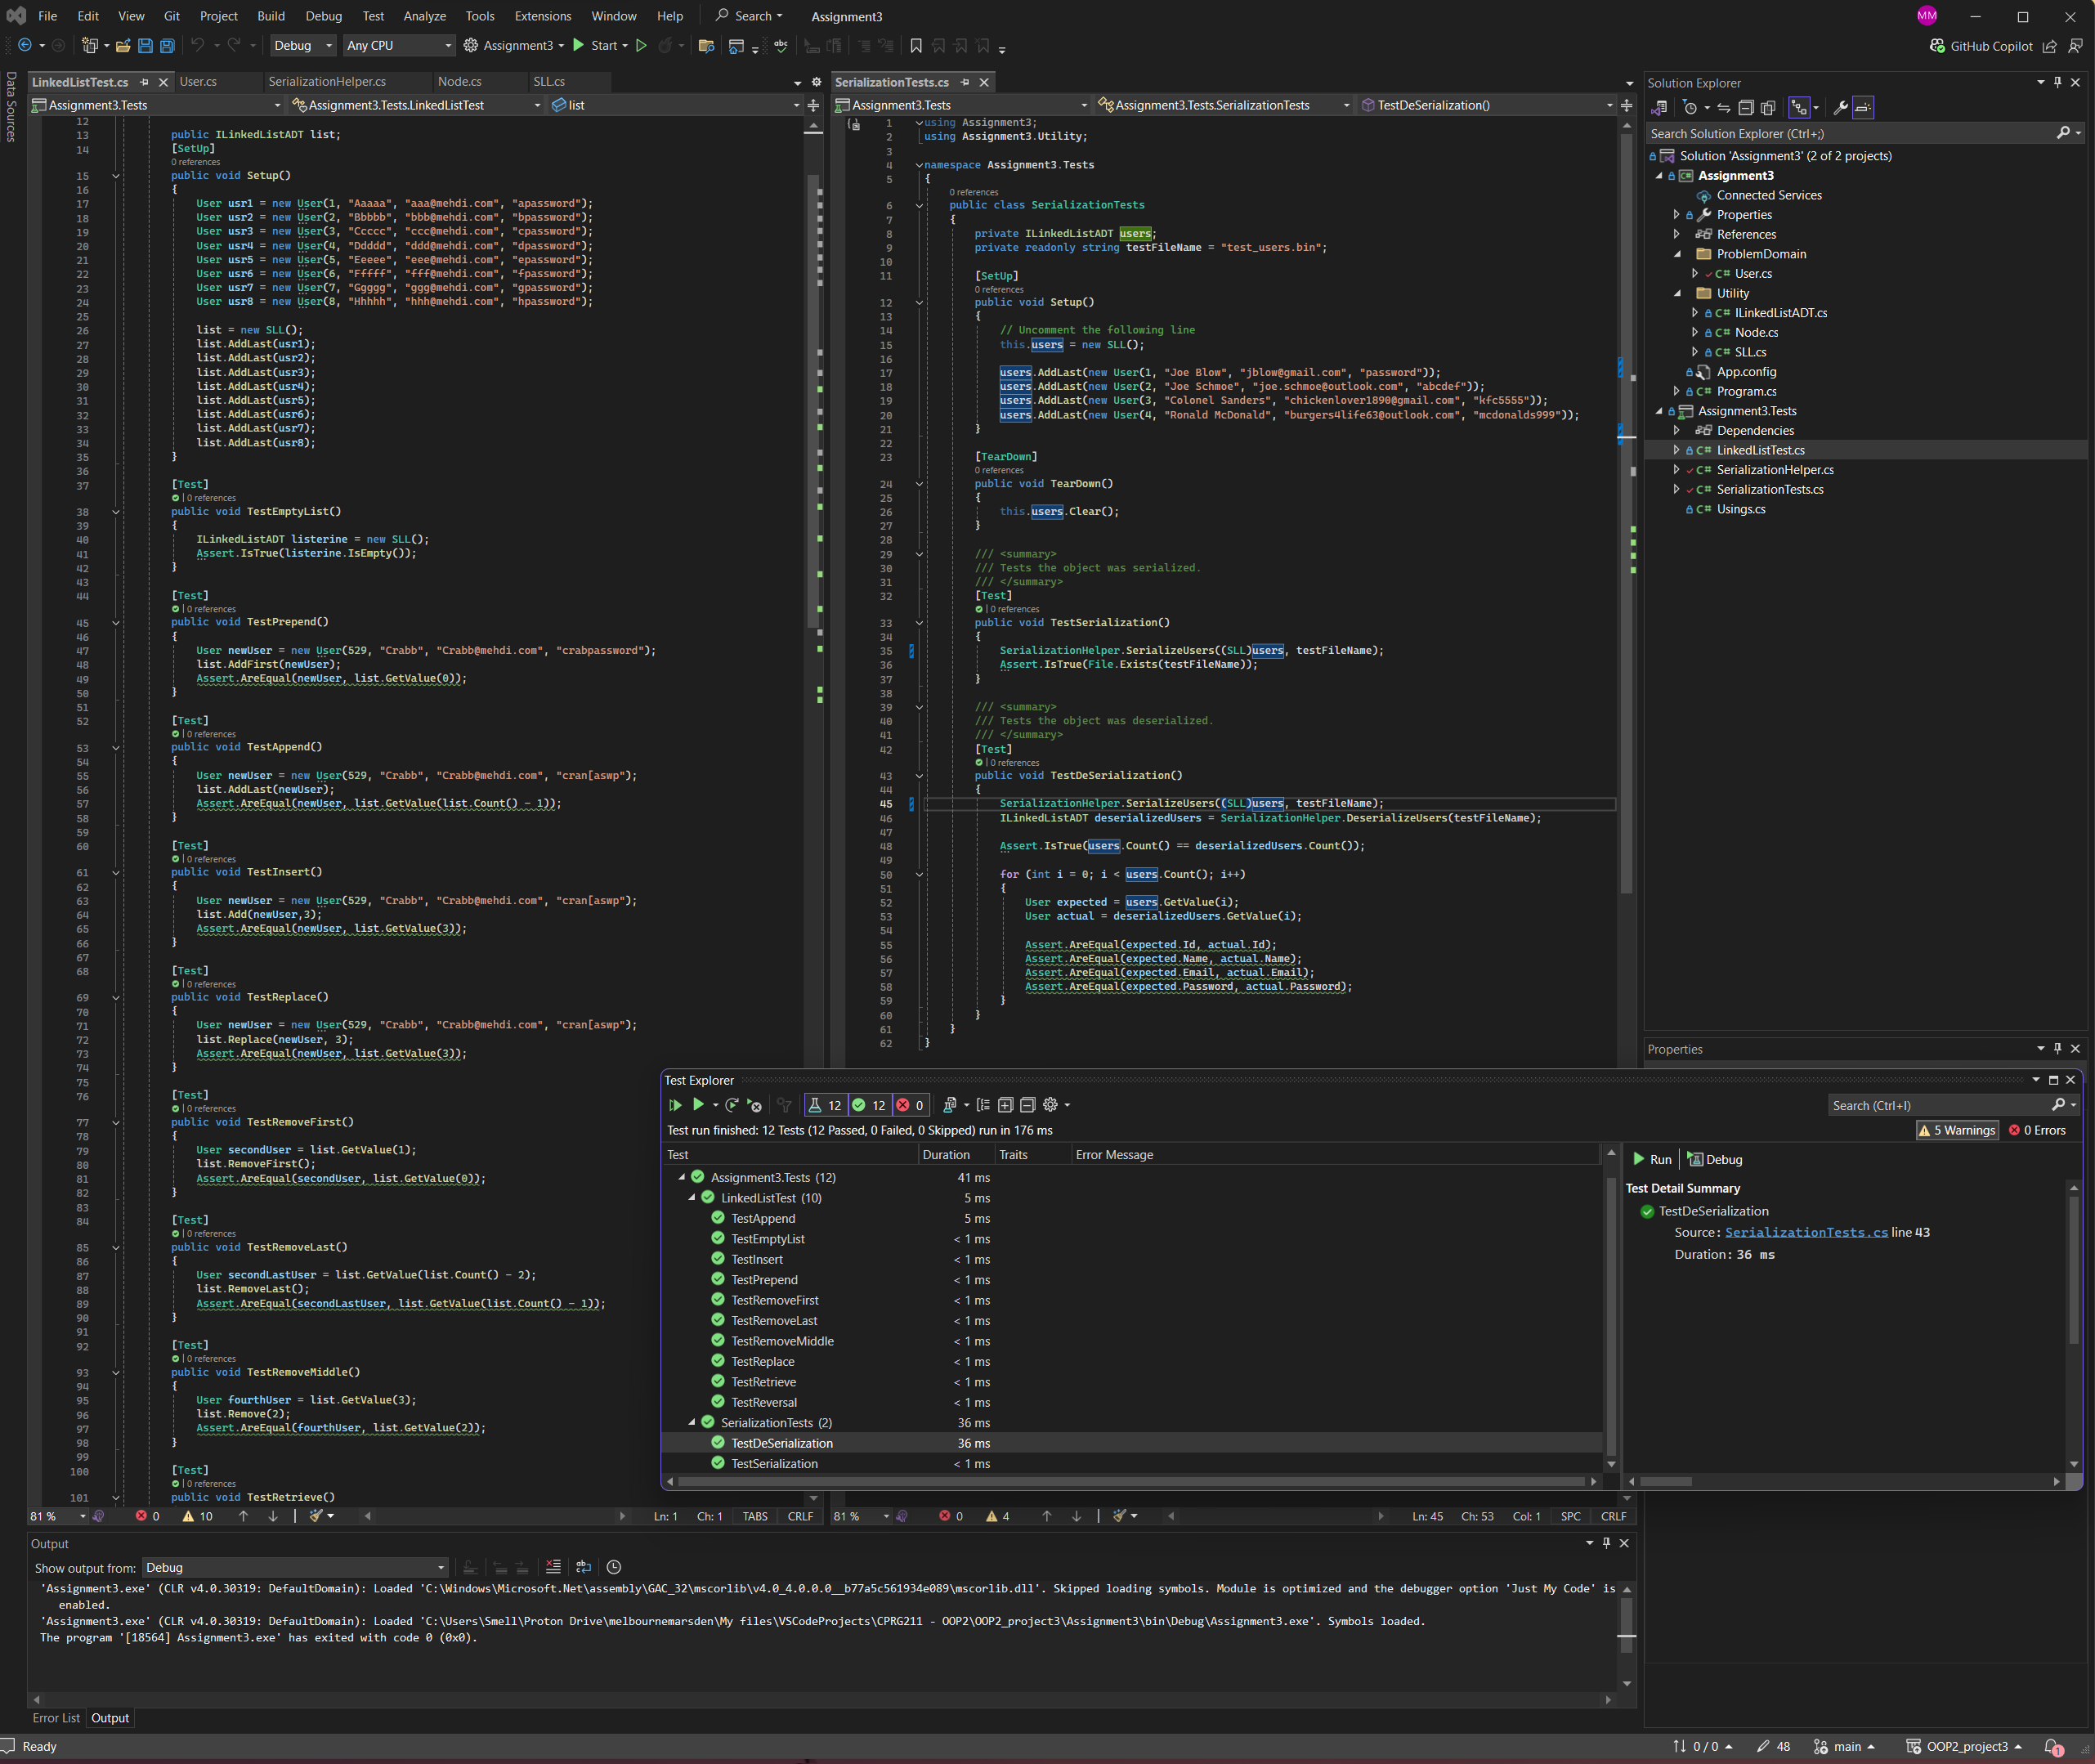 File Edit View Git Project Build Debug Test Analyze Tools Extensions Window Help Search Assignment3 MM
Debug Any CPU Assignment3 Start GitHub Copilot
Data Sources
LinkedListTest.cs User.cs SerializationHelper.cs Node.cs SLL.cs
Assignment3.Tests Assignment3.Tests.LinkedListTest list
12
13 public ILinkedListADT list;
14 [SetUp]
0 references
15 public void Setup()
16 {
17 User usr1 = new User(1, "Aaaaa", "aaa@mehdi.com", "apassword");
18 User usr2 = new User(2, "Bbbbb", "bbb@mehdi.com", "bpassword");
19 User usr3 = new User(3, "Ccccc", "ccc@mehdi.com", "cpassword");
20 User usr4 = new User(4, "Ddddd", "ddd@mehdi.com", "dpassword");
21 User usr5 = new User(5, "Eeeee", "eee@mehdi.com", "epassword");
22 User usr6 = new User(6, "Fffff", "fff@mehdi.com", "fpassword");
23 User usr7 = new User(7, "Ggggg", "ggg@mehdi.com", "gpassword");
24 User usr8 = new User(8, "Hhhhh", "hhh@mehdi.com", "hpassword");
25
26 list = new SLL();
27 list.AddLast(usr1);
28 list.AddLast(usr2);
29 list.AddLast(usr3);
30 list.AddLast(usr4);
31 list.AddLast(usr5);
32 list.AddLast(usr6);
33 list.AddLast(usr7);
34 list.AddLast(usr8);
35 }
36
37 [Test]
0 references
38 public void TestEmptyList()
39 {
40 ILinkedListADT listerine = new SLL();
41 Assert.IsTrue(listerine.IsEmpty());
42 }
43
44 [Test]
0 references
45 public void TestPrepend()
46 {
47 User newUser = new User(529, "Crabb", "Crabb@mehdi.com", "crabpassword");
48 list.AddFirst(newUser);
49 Assert.AreEqual(newUser, list.GetValue(0));
50 }
51
52 [Test]
0 references
53 public void TestAppend()
54 {
55 User newUser = new User(529, "Crabb", "Crabb@mehdi.com", "cran[aswp");
56 list.AddLast(newUser);
57 Assert.AreEqual(newUser, list.GetValue(list.Count() - 1));
58 }
59
60 [Test]
0 references
61 public void TestInsert()
62 {
63 User newUser = new User(529, "Crabb", "Crabb@mehdi.com", "cran[aswp");
64 list.Add(newUser,3);
65 Assert.AreEqual(newUser, list.GetValue(3));
66 }
67
68 [Test]
0 references
69 public void TestReplace()
70 {
71 User newUser = new User(529, "Crabb", "Crabb@mehdi.com", "cran[aswp");
72 list.Replace(newUser, 3);
73 Assert.AreEqual(newUser, list.GetValue(3));
74 }
75
76 [Test]
0 references
77 public void TestRemoveFirst()
78 {
79 User secondUser = list.GetValue(1);
80 list.RemoveFirst();
81 Assert.AreEqual(secondUser, list.GetValue(0));
82 }
83
84 [Test]
0 references
85 public void TestRemoveLast()
86 {
87 User secondLastUser = list.GetValue(list.Count() - 2);
88 list.RemoveLast();
89 Assert.AreEqual(secondLastUser, list.GetValue(list.Count() - 1));
90 }
91
92 [Test]
0 references
93 public void TestRemoveMiddle()
94 {
95 User fourthUser = list.GetValue(3);
96 list.Remove(2);
97 Assert.AreEqual(fourthUser, list.GetValue(2));
98 }
99
100 [Test]
0 references
101 public void TestRetrieve()
81 % 0 10 Ln: 1 Ch: 1 TABS CRLF
SerializationTests.cs
Assignment3.Tests Assignment3.Tests.SerializationTests TestDeSerialization()
1 using Assignment3;
2 using Assignment3.Utility;
3
4 namespace Assignment3.Tests
5 {
0 references
6 public class SerializationTests
7 {
8 private ILinkedListADT users;
9 private readonly string testFileName = "test_users.bin";
10
11 [SetUp]
0 references
12 public void Setup()
13 {
14 // Uncomment the following line
15 this.users = new SLL();
16
17 users.AddLast(new User(1, "Joe Blow", "jblow@gmail.com", "password"));
18 users.AddLast(new User(2, "Joe Schmoe", "joe.schmoe@outlook.com", "abcdef"));
19 users.AddLast(new User(3, "Colonel Sanders", "chickenlover1890@gmail.com", "kfc5555"));
20 users.AddLast(new User(4, "Ronald McDonald", "burgers4life63@outlook.com", "mcdonalds999"));
21 }
22
23 [TearDown]
0 references
24 public void TearDown()
25 {
26 this.users.Clear();
27 }
28
29 /// <summary>
30 /// Tests the object was serialized.
31 /// </summary>
32 [Test]
0 references
33 public void TestSerialization()
34 {
35 SerializationHelper.SerializeUsers((SLL)users, testFileName);
36 Assert.IsTrue(File.Exists(testFileName));
37 }
38
39 /// <summary>
40 /// Tests the object was deserialized.
41 /// </summary>
42 [Test]
0 references
43 public void TestDeSerialization()
44 {
45 SerializationHelper.SerializeUsers((SLL)users, testFileName);
46 ILinkedListADT deserializedUsers = SerializationHelper.DeserializeUsers(testFileName);
47
48 Assert.IsTrue(users.Count() == deserializedUsers.Count());
49
50 for (int i = 0; i < users.Count(); i++)
51 {
52 User expected = users.GetValue(i);
53 User actual = deserializedUsers.GetValue(i);
54
55 Assert.AreEqual(expected.Id, actual.Id);
56 Assert.AreEqual(expected.Name, actual.Name);
57 Assert.AreEqual(expected.Email, actual.Email);
58 Assert.AreEqual(expected.Password, actual.Password);
59 }
60 }
61 }
62 }
81 % 0 4 Ln: 45 Ch: 53 Col: 1 SPC CRLF
Solution Explorer
Search Solution Explorer (Ctrl+;)
Solution 'Assignment3' (2 of 2 projects)
Assignment3
Connected Services
Properties
References
ProblemDomain
C# User.cs
Utility
C# ILinkedListADT.cs
C# Node.cs
C# SLL.cs
App.config
C# Program.cs
Assignment3.Tests
Dependencies
C# LinkedListTest.cs
C# SerializationHelper.cs
C# SerializationTests.cs
C# Usings.cs
Properties
Test Explorer
12 12 0 Search (Ctrl+I)
Test run finished: 12 Tests (12 Passed, 0 Failed, 0 Skipped) run in 176 ms 5 Warnings 0 Errors
Test Duration Traits Error Message
Assignment3.Tests (12) 41 ms
LinkedListTest (10) 5 ms
TestAppend 5 ms
TestEmptyList < 1 ms
TestInsert < 1 ms
TestPrepend < 1 ms
TestRemoveFirst < 1 ms
TestRemoveLast < 1 ms
TestRemoveMiddle < 1 ms
TestReplace < 1 ms
TestRetrieve < 1 ms
TestReversal < 1 ms
SerializationTests (2) 36 ms
TestDeSerialization 36 ms
TestSerialization < 1 ms
Run Debug
Test Detail Summary
TestDeSerialization
Source: SerializationTests.cs line 43
Duration: 36 ms
Output
Show output from: Debug
'Assignment3.exe' (CLR v4.0.30319: DefaultDomain): Loaded 'C:\Windows\Microsoft.Net\assembly\GAC_32\mscorlib\v4.0_4.0.0.0__b77a5c561934e089\mscorlib.dll'. Skipped loading symbols. Module is optimized and the debugger option 'Just My Code' is
enabled.
'Assignment3.exe' (CLR v4.0.30319: DefaultDomain): Loaded 'C:\Users\Smell\Proton Drive\melbournemarsden\My files\VSCodeProjects\CPRG211 - OOP2\OOP2_project3\Assignment3\bin\Debug\Assignment3.exe'. Symbols loaded.
The program '[18564] Assignment3.exe' has exited with code 0 (0x0).
Error List Output
Ready 0 / 0 48 main OOP2_project3 1